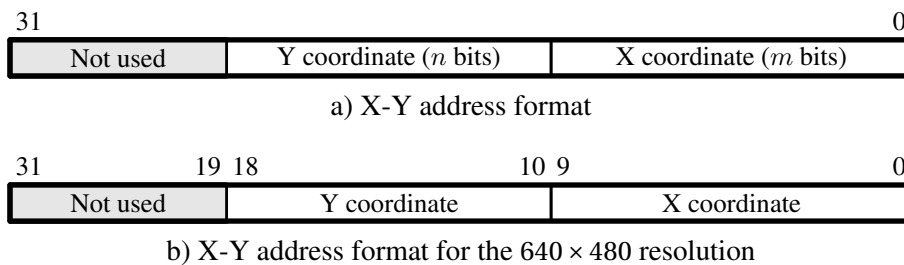 31 0
Not used Y coordinate (n bits) X coordinate (m bits)
a) X-Y address format
31 19 18 10 9 0
Not used Y coordinate X coordinate
b) X-Y address format for the 640 × 480 resolution